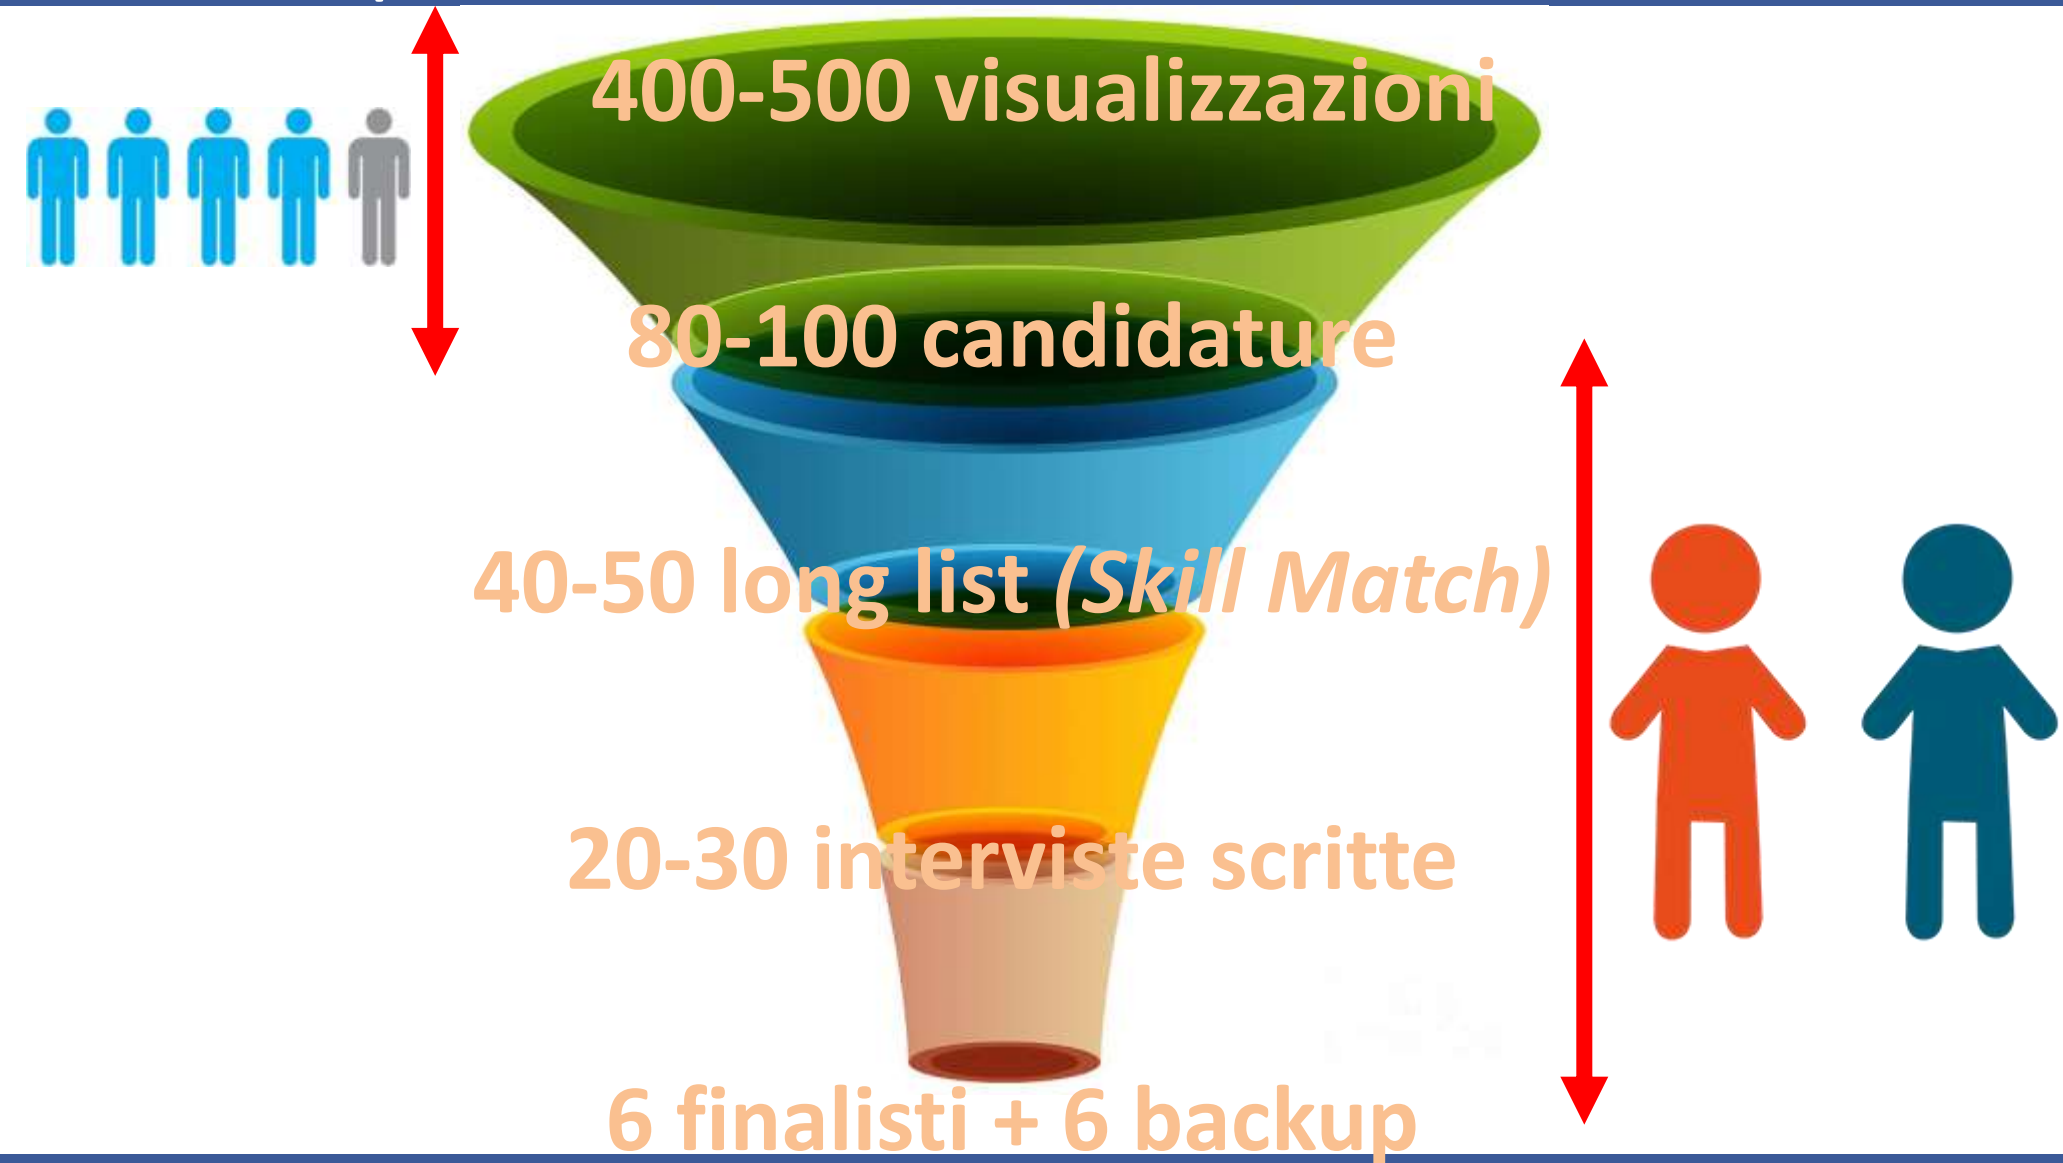 400-500 visualizzazioni
80-100 candidature
40-50 long list (Skill Match)
20-30 interviste scritte
6 finalisti + 6 backup